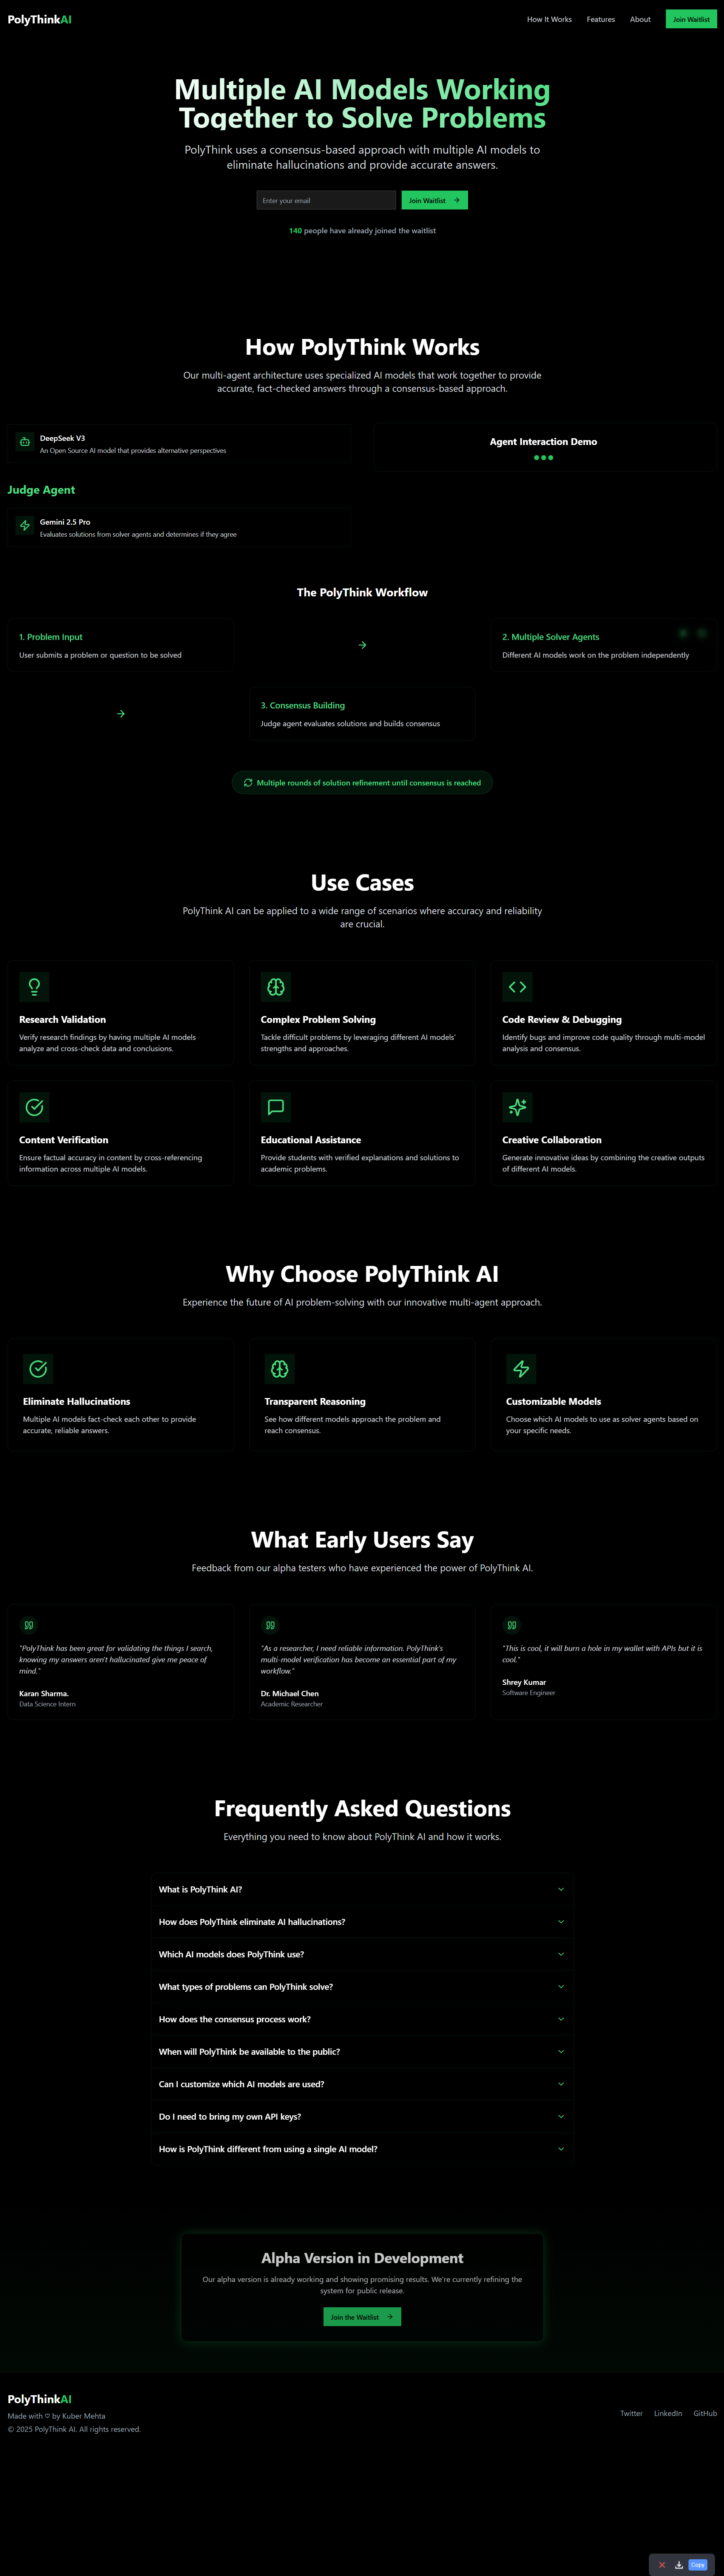 PolyThinkAI
How It Works
Features
About
Join Waitlist
Multiple AI Models Working
Together to Solve Problems
PolyThink uses a consensus-based approach with multiple AI models to
eliminate hallucinations and provide accurate answers.
Enter your email
Join Waitlist
140 people have already joined the waitlist
How PolyThink Works
Our multi-agent architecture uses specialized AI models that work together to provide
accurate, fact-checked answers through a consensus-based approach.
DeepSeek V3
An Open Source AI model that provides alternative perspectives
Agent Interaction Demo
Judge Agent
Gemini 2.5 Pro
Evaluates solutions from solver agents and determines if they agree
The PolyThink Workflow
1. Problem Input
User submits a problem or question to be solved
2. Multiple Solver Agents
Different AI models work on the problem independently
3. Consensus Building
Judge agent evaluates solutions and builds consensus
Multiple rounds of solution refinement until consensus is reached
Use Cases
PolyThink AI can be applied to a wide range of scenarios where accuracy and reliability
are crucial.
Research Validation
Verify research findings by having multiple AI models
analyze and cross-check data and conclusions.
Complex Problem Solving
Tackle difficult problems by leveraging different AI models'
strengths and approaches.
Code Review & Debugging
Identify bugs and improve code quality through multi-model
analysis and consensus.
Content Verification
Ensure factual accuracy in content by cross-referencing
information across multiple AI models.
Educational Assistance
Provide students with verified explanations and solutions to
academic problems.
Creative Collaboration
Generate innovative ideas by combining the creative outputs
of different AI models.
Why Choose PolyThink AI
Experience the future of AI problem-solving with our innovative multi-agent approach.
Eliminate Hallucinations
Multiple AI models fact-check each other to provide
accurate, reliable answers.
Transparent Reasoning
See how different models approach the problem and
reach consensus.
Customizable Models
Choose which AI models to use as solver agents based on
your specific needs.
What Early Users Say
Feedback from our alpha testers who have experienced the power of PolyThink AI.
"PolyThink has been great for validating the things I search,
knowing my answers aren't hallucinated give me peace of
mind."
Karan Sharma.
Data Science Intern
"As a researcher, I need reliable information. PolyThink's
multi-model verification has become an essential part of my
workflow."
Dr. Michael Chen
Academic Researcher
"This is cool, it will burn a hole in my wallet with APIs but it is
cool."
Shrey Kumar
Software Engineer
Frequently Asked Questions
Everything you need to know about PolyThink AI and how it works.
What is PolyThink AI?
How does PolyThink eliminate AI hallucinations?
Which AI models does PolyThink use?
What types of problems can PolyThink solve?
How does the consensus process work?
When will PolyThink be available to the public?
Can I customize which AI models are used?
Do I need to bring my own API keys?
How is PolyThink different from using a single AI model?
Alpha Version in Development
Our alpha version is already working and showing promising results. We're currently refining the
system for public release.
Join the Waitlist
PolyThinkAI
Made with ♡ by Kuber Mehta
© 2025 PolyThink AI. All rights reserved.
Twitter
LinkedIn
GitHub
Copy